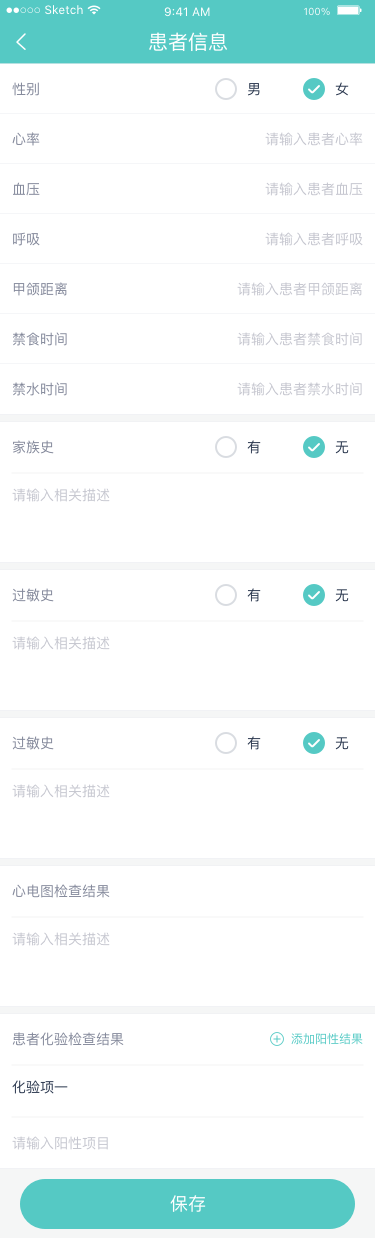 Sketch 9:41 AM 100%
患者信息
性别 男 女
心率 请输入患者心率
血压 请输入患者血压
呼吸 请输入患者呼吸
甲颌距离 请输入患者甲颌距离
禁食时间 请输入患者禁食时间
禁水时间 请输入患者禁水时间
家族史 有 无
请输入相关描述
过敏史 有 无
请输入相关描述
过敏史 有 无
请输入相关描述
心电图检查结果
请输入相关描述
患者化验检查结果 添加阳性结果
化验项一
请输入阳性项目
保存